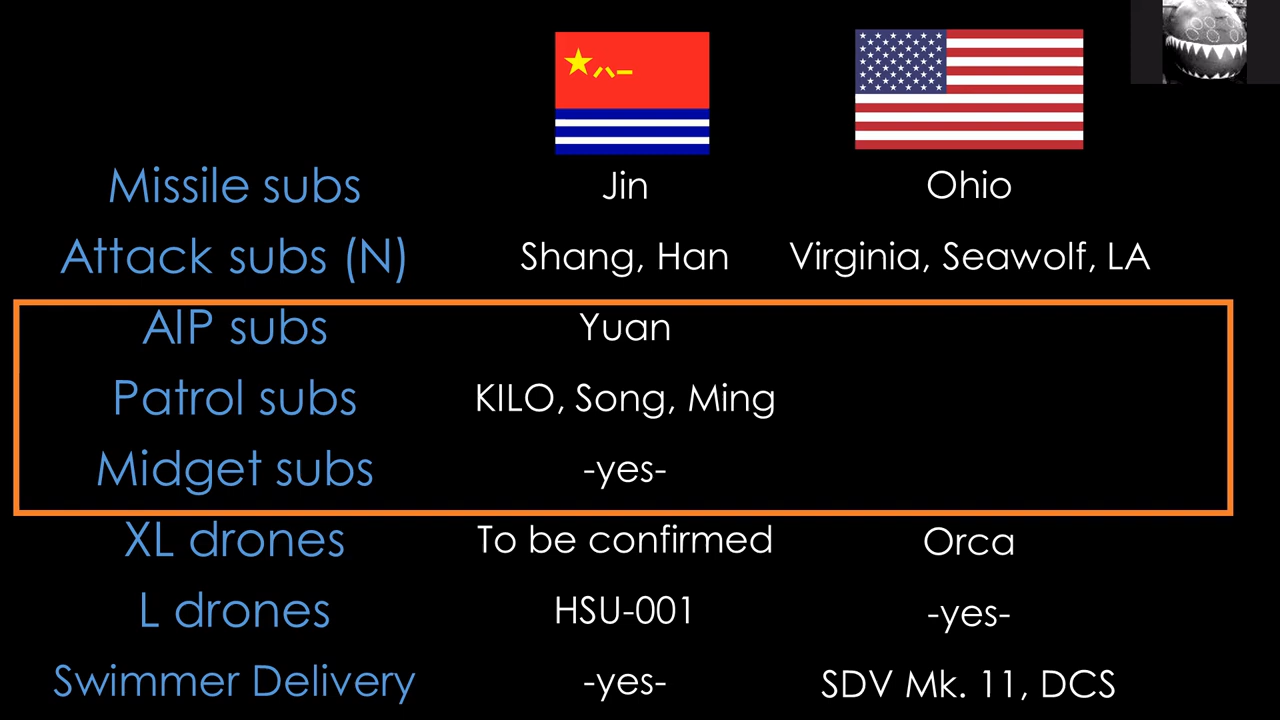 Missile subs Jin Ohio
Attack subs (N) Shang, Han Virginia, Seawolf, LA
AIP subs Yuan
Patrol subs KILO, Song, Ming
Midget subs -yes-
XL drones To be confirmed Orca
L drones HSU-001 -yes-
Swimmer Delivery -yes- SDV Mk. 11, DCS